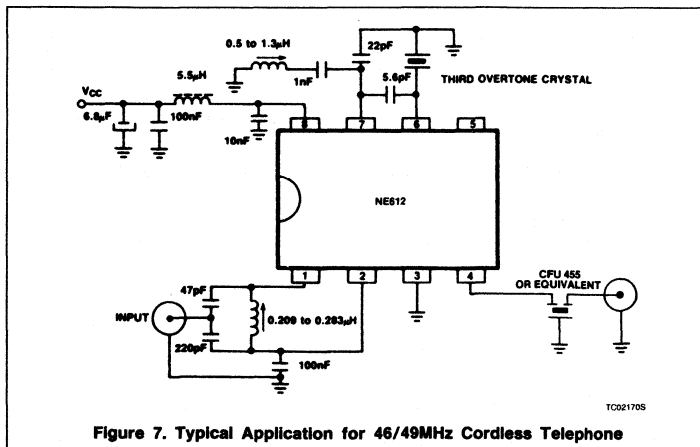 0.5 to 1.3μH
22pF
1nF
5.6pF
THIRD OVERTONE CRYSTAL
5.5μH
VCC
6.8μF
100nF
10nF
8
7
6
5
NE612
1
2
3
4
47pF
INPUT
0.209 to 0.283μH
220pF
100nF
CFU 455
OR EQUIVALENT
TC02170S
Figure 7. Typical Application for 46/49MHz Cordless Telephone